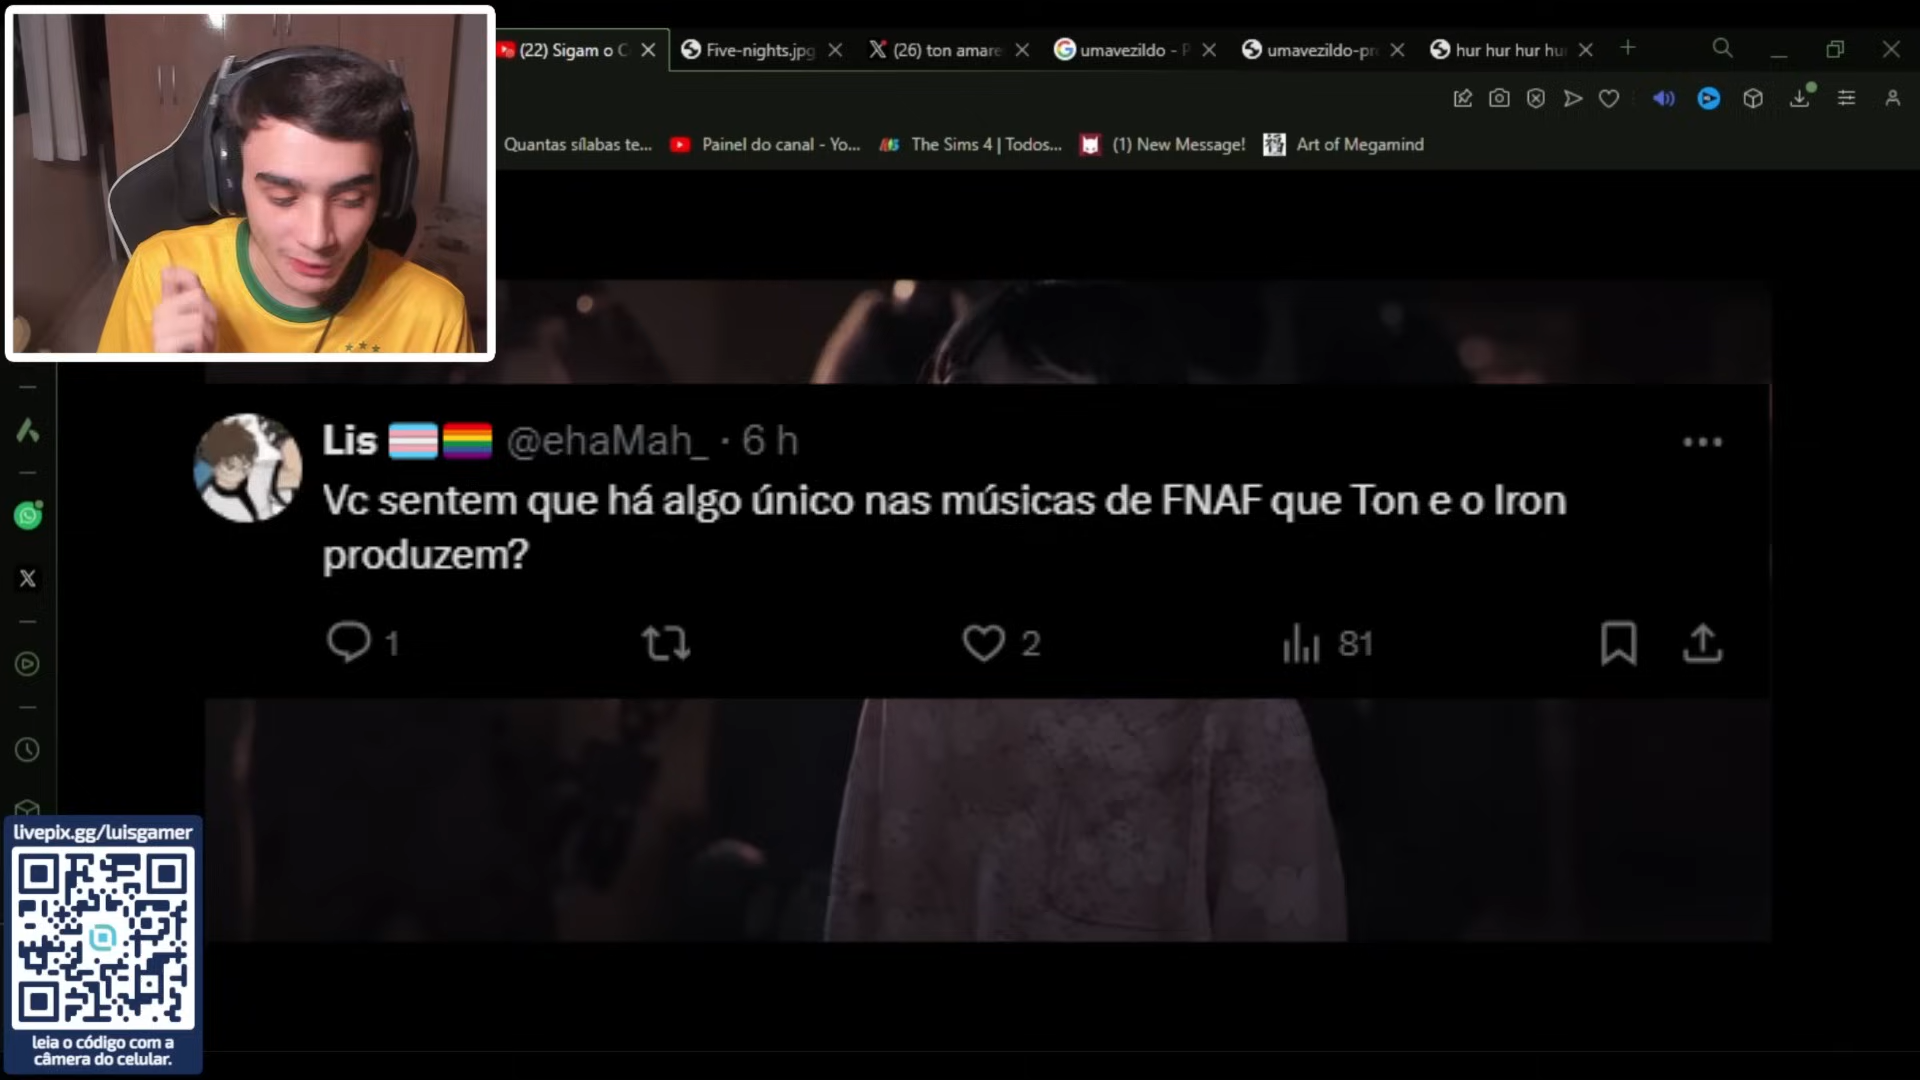 (22) Sigam o C
Five-nights.jpg
(26) ton amare
umavezildo - P
umavezildo-pr
hur hur hur hu
Quantas sílabas te...
Painel do canal - Yo...
The Sims 4 | Todos...
(1) New Message!
Art of Megamind
Lis @ehaMah_ · 6 h
Vc sentem que há algo único nas músicas de FNAF que Ton e o Iron
produzem?
1
2
81
livepix.gg/luisgamer
leia o código com a
câmera do celular.